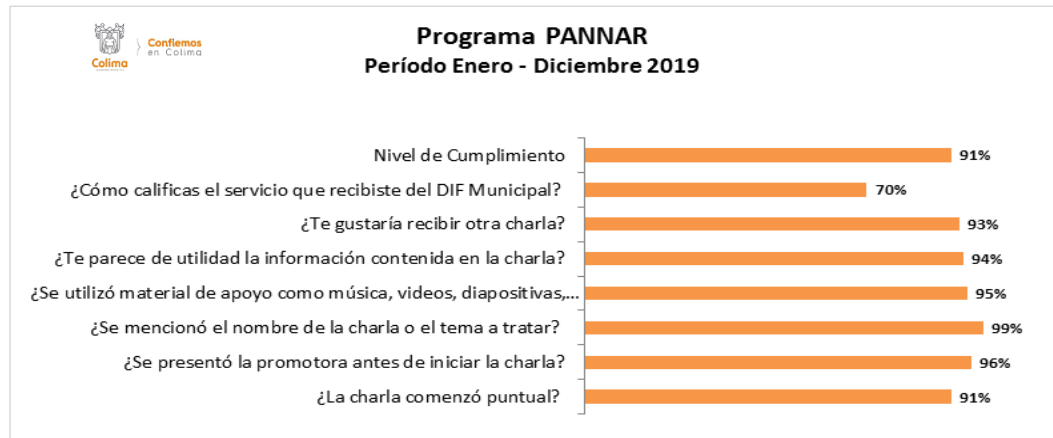 Colima
Confiemos
en Colima
Programa PANNAR
Período Enero - Diciembre 2019
Nivel de Cumplimiento 91%
¿Cómo calificas el servicio que recibiste del DIF Municipal? 70%
¿Te gustaría recibir otra charla? 93%
¿Te parece de utilidad la información contenida en la charla? 94%
¿Se utilizó material de apoyo como música, videos, diapositivas,... 95%
¿Se mencionó el nombre de la charla o el tema a tratar? 99%
¿Se presentó la promotora antes de iniciar la charla? 96%
¿La charla comenzó puntual? 91%